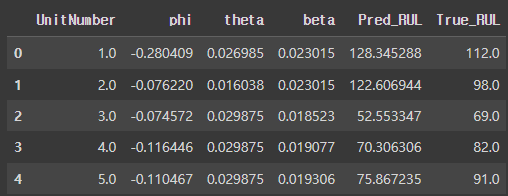 UnitNumber phi theta beta Pred_RUL True_RUL
0 1.0 -0.280409 0.026985 0.023015 128.345288 112.0
1 2.0 -0.076220 0.016038 0.023015 122.606944 98.0
2 3.0 -0.074572 0.029875 0.018523 52.553347 69.0
3 4.0 -0.116446 0.029875 0.019077 70.306306 82.0
4 5.0 -0.110467 0.029875 0.019306 75.867235 91.0